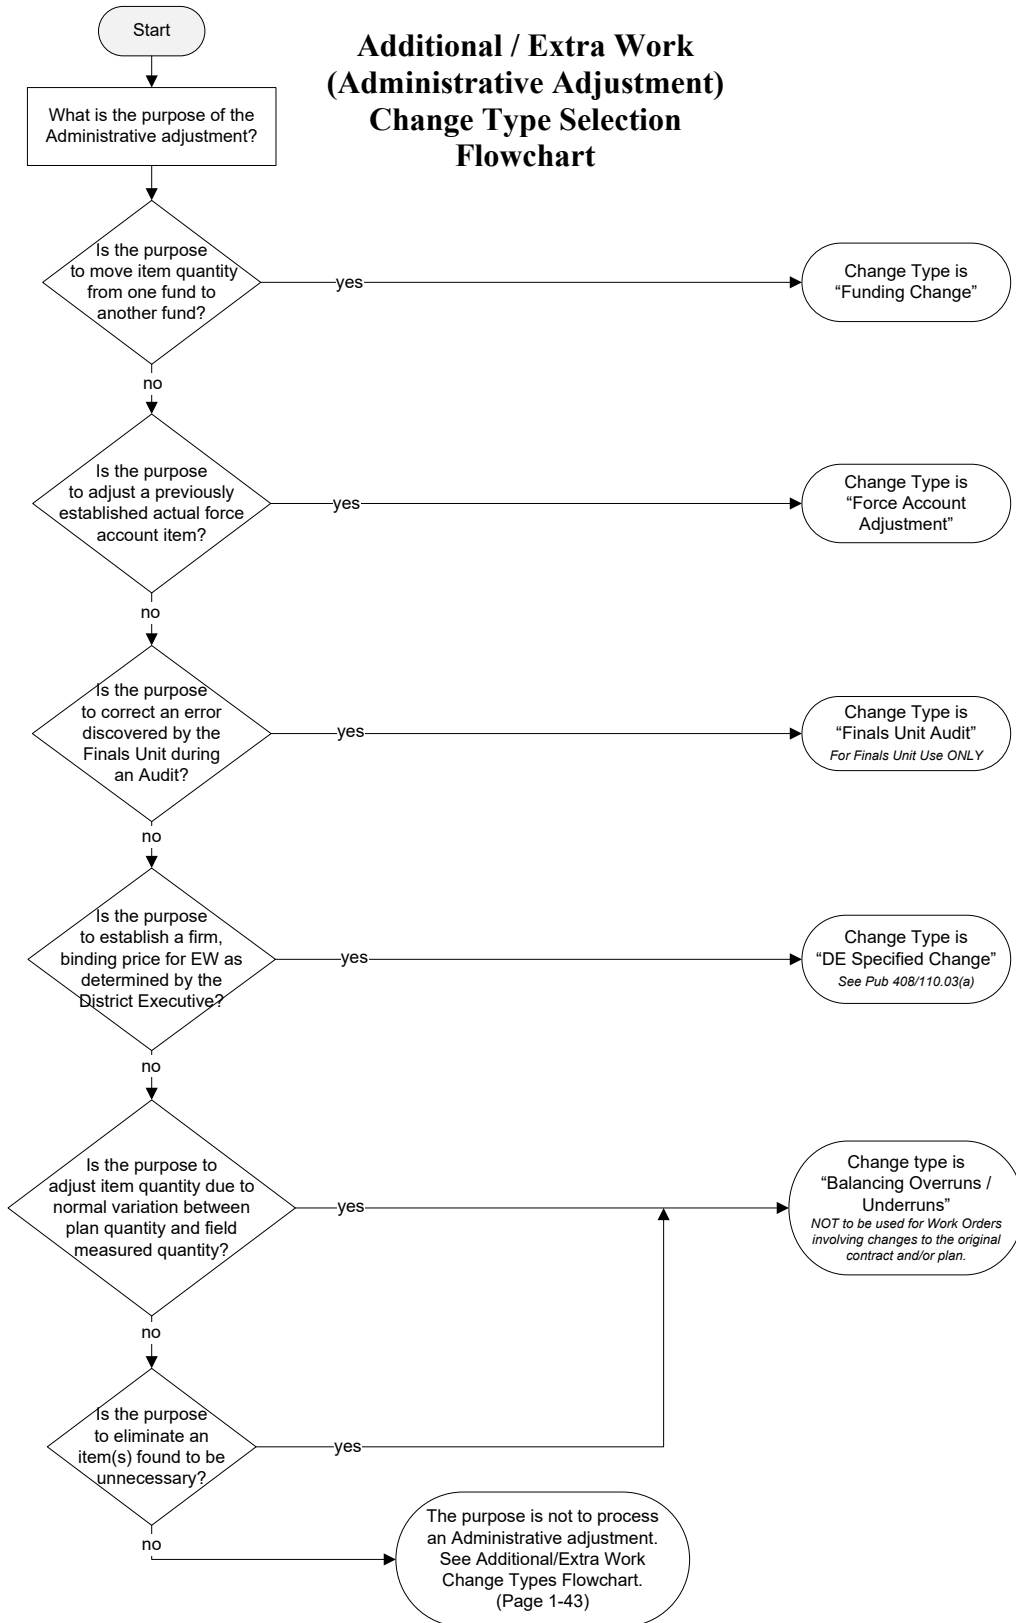 Start
Additional / Extra Work
(Administrative Adjustment)
Change Type Selection
Flowchart
What is the purpose of the
Administrative adjustment?
Is the purpose
to move item quantity
from one fund to
another fund?
yes
Change Type is
“Funding Change”
no
Is the purpose
to adjust a previously
established actual force
account item?
yes
Change Type is
“Force Account
Adjustment”
no
Is the purpose
to correct an error
discovered by the
Finals Unit during
an Audit?
yes
Change Type is
“Finals Unit Audit”
For Finals Unit Use ONLY
no
Is the purpose
to establish a firm,
binding price for EW as
determined by the
District Executive?
yes
Change Type is
“DE Specified Change”
See Pub 408/110.03(a)
no
Is the purpose to
adjust item quantity due to
normal variation between
plan quantity and field
measured quantity?
yes
Change type is
“Balancing Overruns /
Underruns”
NOT to be used for Work Orders
involving changes to the original
contract and/or plan.
no
Is the purpose
to eliminate an
item(s) found to be
unnecessary?
yes
no
The purpose is not to process
an Administrative adjustment.
See Additional/Extra Work
Change Types Flowchart.
(Page 1-43)